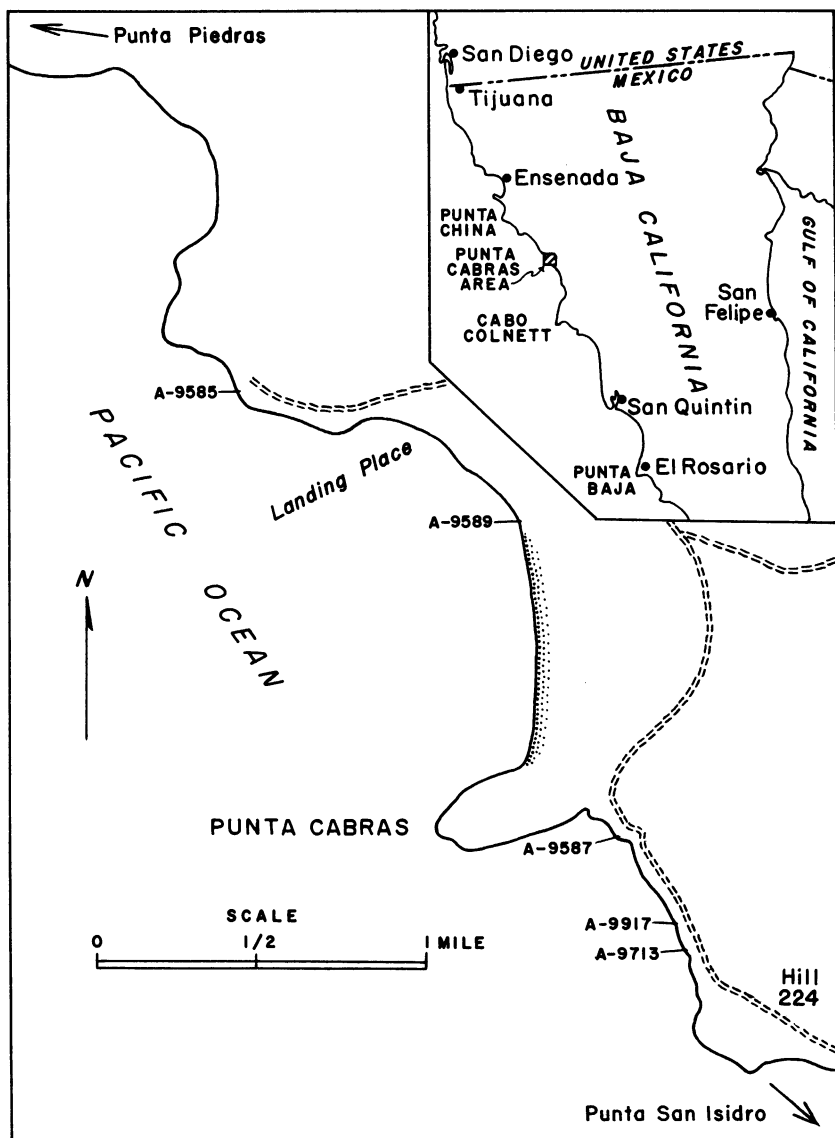 Punta Piedras
San Diego
UNITED STATES
MEXICO
Tijuana
BAJA CALIFORNIA
Ensenada
PUNTA
CHINA
PUNTA
CABRAS
AREA
GULF OF CALIFORNIA
San
Felipe
CABO
COLNETT
San Quintin
El Rosario
PUNTA
BAJA
A-9585
PACIFIC
OCEAN
Landing Place
A-9589
N
PUNTA CABRAS
A-9587
SCALE
0 1/2 1 MILE
A-9917
A-9713
Hill
224
Punta San Isidro